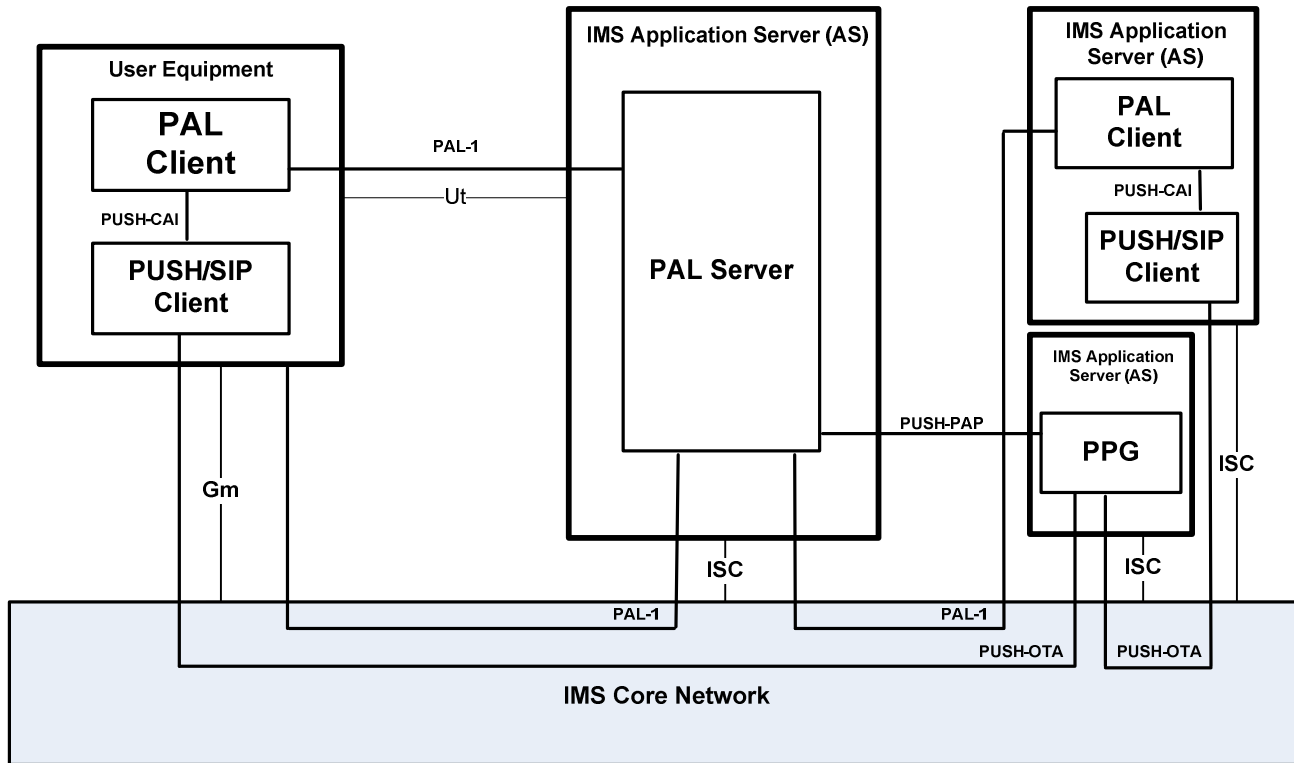 User Equipment
PAL
Client
PUSH-CAI
PUSH/SIP
Client
PAL-1
Ut
IMS Application Server (AS)
PAL Server
IMS Application
Server (AS)
PAL
Client
PUSH-CAI
PUSH/SIP
Client
IMS Application
Server (AS)
PPG
PUSH-PAP
Gm
ISC
ISC
ISC
PAL-1
PAL-1
PUSH-OTA
PUSH-OTA
IMS Core Network